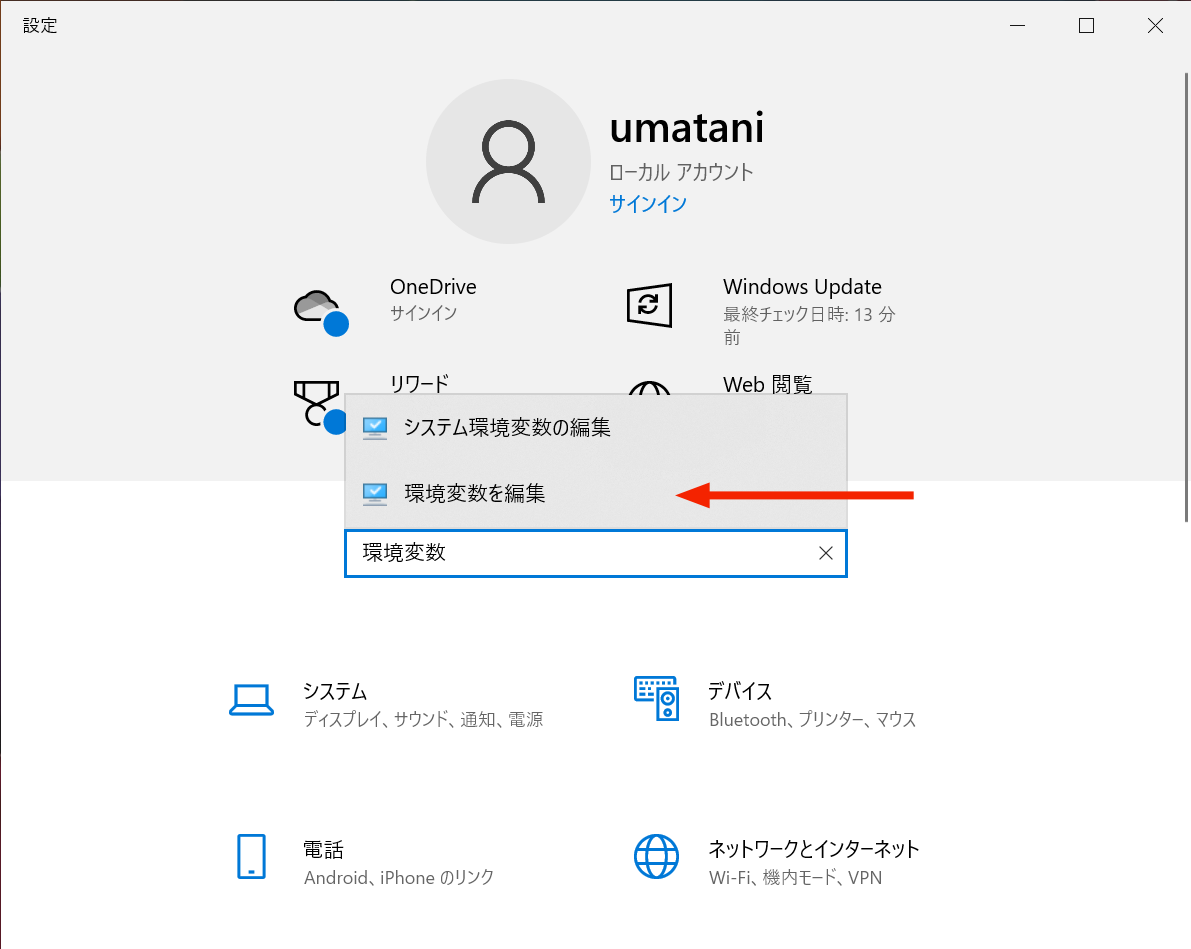 設定
umatani
ローカル アカウント
サインイン
OneDrive
サインイン
Windows Update
最終チェック日時: 13 分
前
リワード
Web 閲覧
システム環境変数の編集
環境変数を編集
環境変数
システム
ディスプレイ、サウンド、通知、電源
デバイス
Bluetooth、プリンター、マウス
電話
Android、iPhone のリンク
ネットワークとインターネット
Wi-Fi、機内モード、VPN